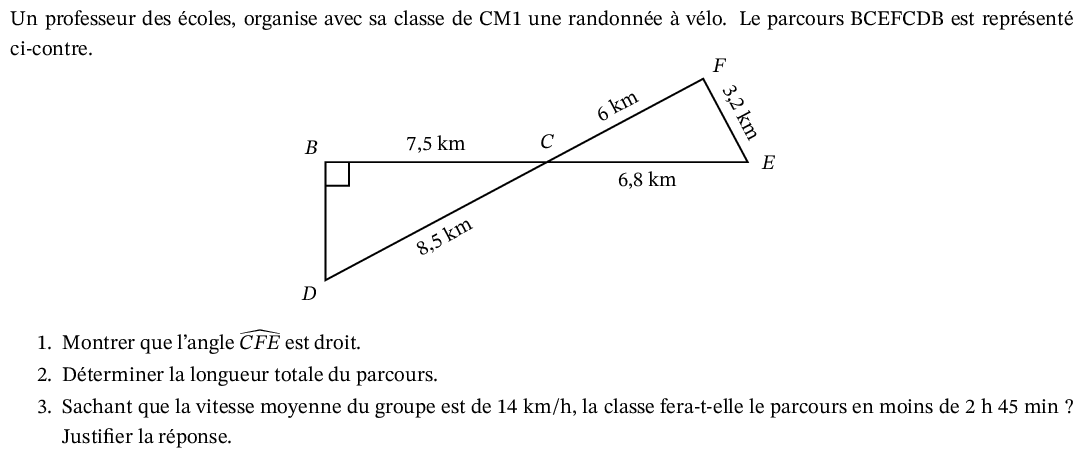 Un professeur des écoles, organise avec sa classe de CM1 une randonnée à vélo. Le parcours BCEFCDB est représenté
ci-contre.
F
6 km
3,2 km
B
7,5 km
C
E
6,8 km
8,5 km
D
1. Montrer que l'angle $\widehat{CFE}$ est droit.
2. Déterminer la longueur totale du parcours.
3. Sachant que la vitesse moyenne du groupe est de 14 km/h, la classe fera-t-elle le parcours en moins de 2 h 45 min ?
Justifier la réponse.